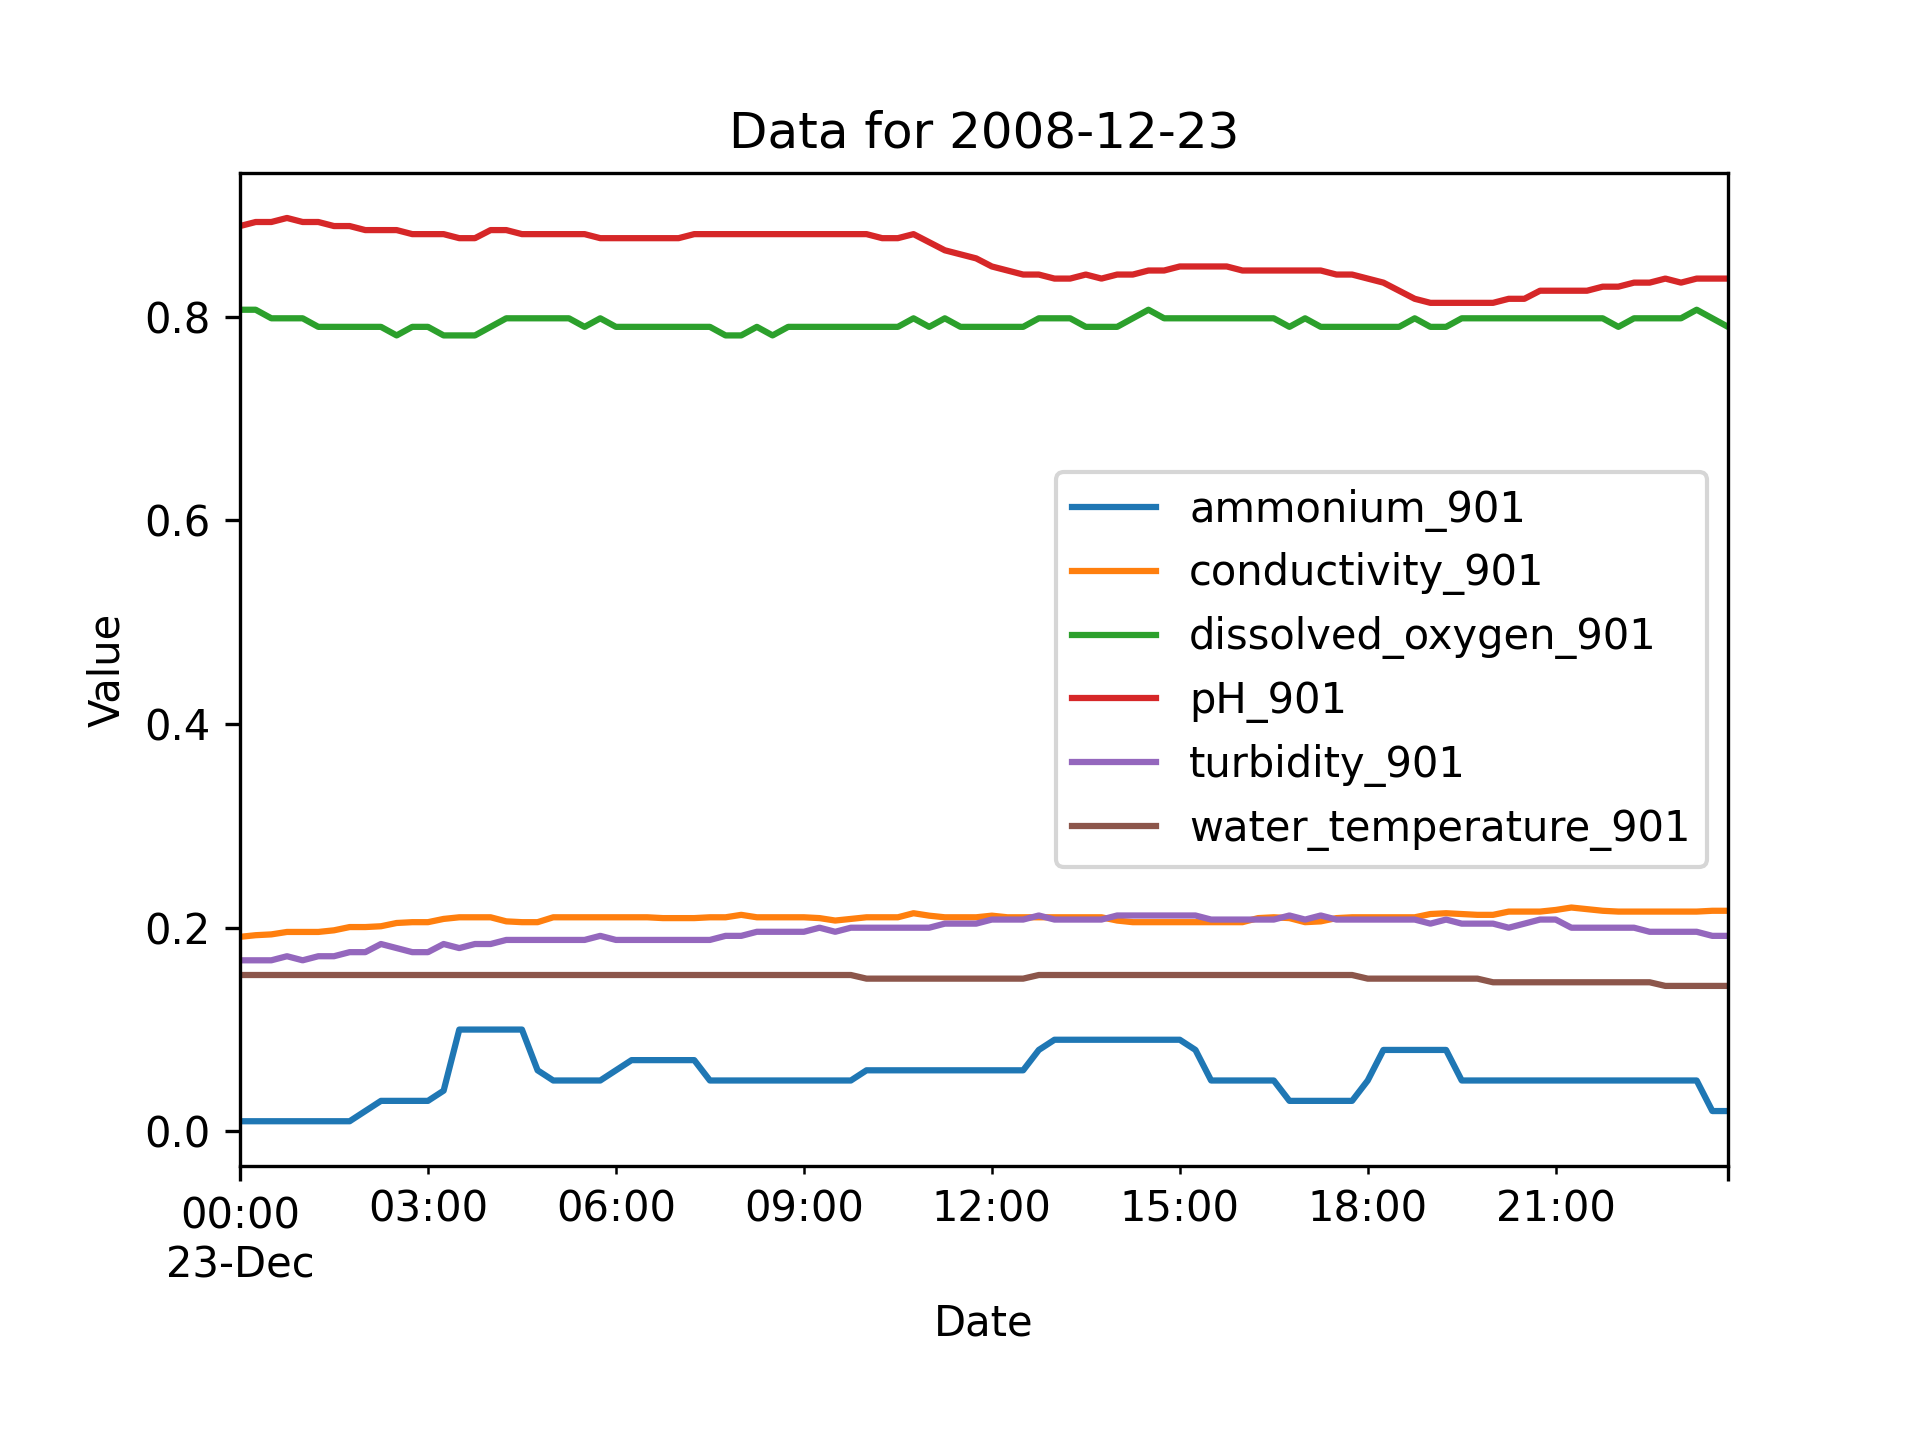 Data for 2008-12-23
Value
0.8
0.6
0.4
0.2
0.0
ammonium_901
conductivity_901
dissolved_oxygen_901
pH_901
turbidity_901
water_temperature_901
00:00 03:00 06:00 09:00 12:00 15:00 18:00 21:00
23-Dec
Date